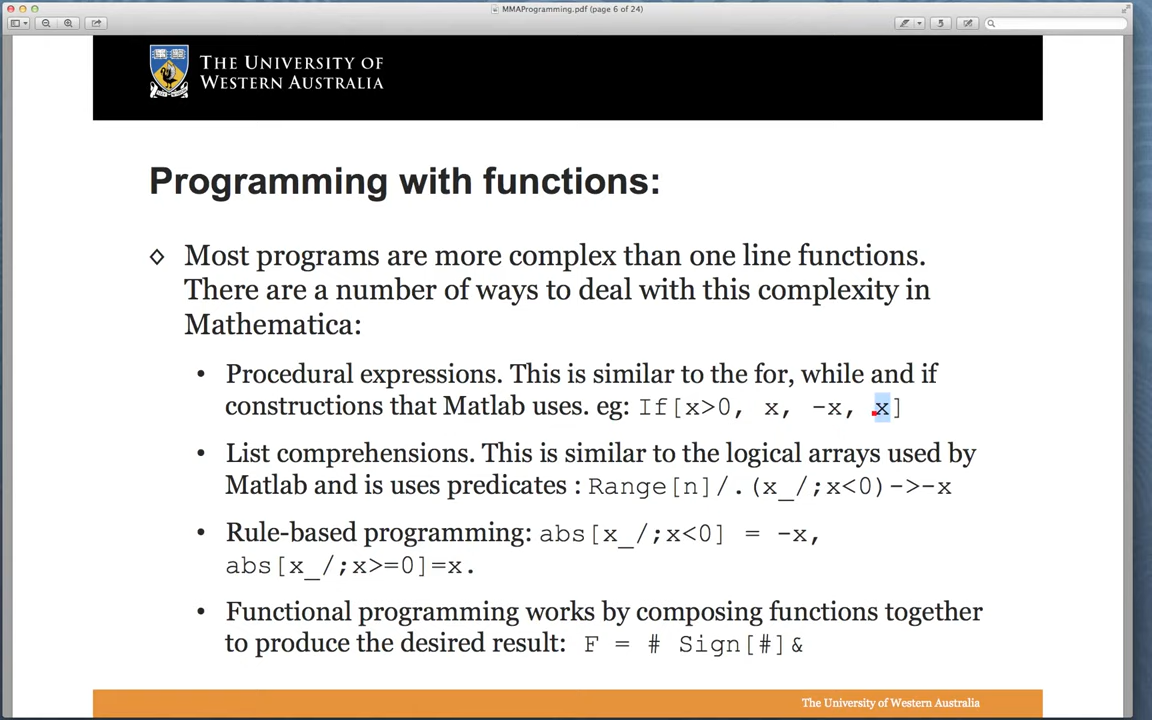 MMAProgramming.pdf (page 6 of 24)
THE UNIVERSITY OF
WESTERN AUSTRALIA
Programming with functions:
◇ Most programs are more complex than one line functions.
There are a number of ways to deal with this complexity in
Mathematica:
• Procedural expressions. This is similar to the for, while and if
constructions that Matlab uses. eg: If[x>0, x, -x, x]
• List comprehensions. This is similar to the logical arrays used by
Matlab and is uses predicates : Range[n]/.(x_/;x<0)->-x
• Rule-based programming: abs[x_/;x<0] = -x,
abs[x_/;x>=0]=x.
• Functional programming works by composing functions together
to produce the desired result: F = # Sign[#]&
The University of Western Australia